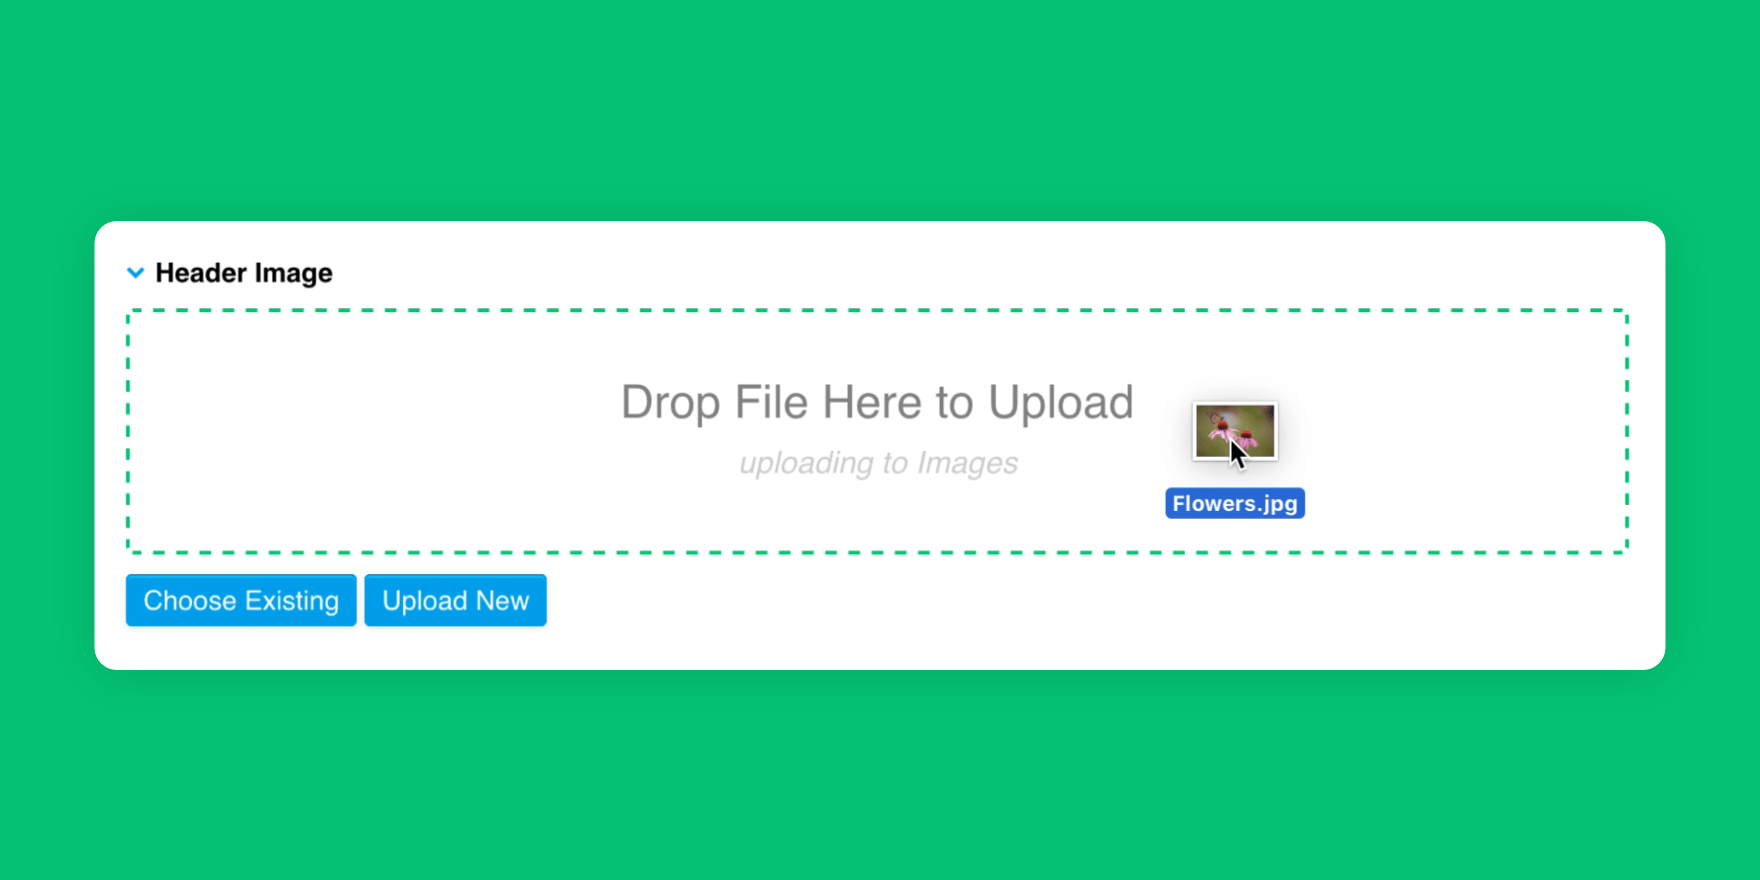 Header Image
Drop File Here to Upload
uploading to Images
Flowers.jpg
Choose Existing
Upload New